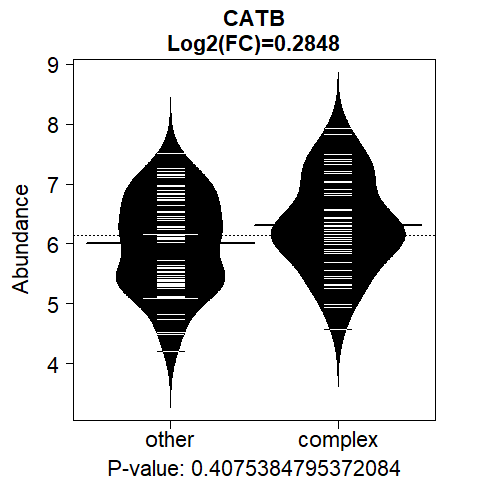 CATB
Log2(FC)=0.2848
9
8
7
6
5
4
Abundance
other complex
P-value: 0.4075384795372084